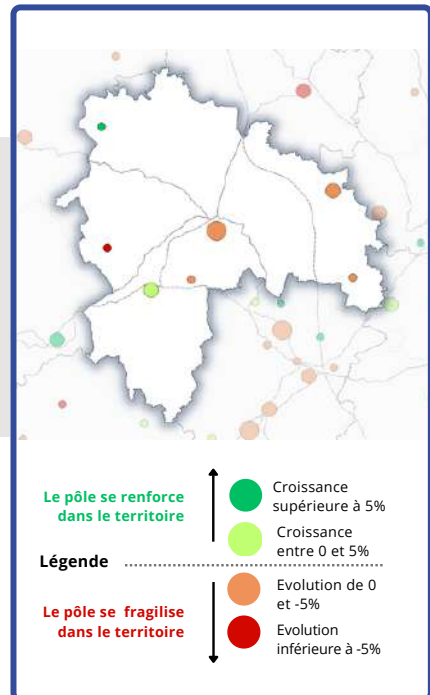 Le pôle se renforce
dans le territoire
Croissance
supérieure à 5%
Croissance
entre 0 et 5%
Légende
Le pôle se fragilise
dans le territoire
Evolution de 0
et -5%
Evolution
inférieure à -5%